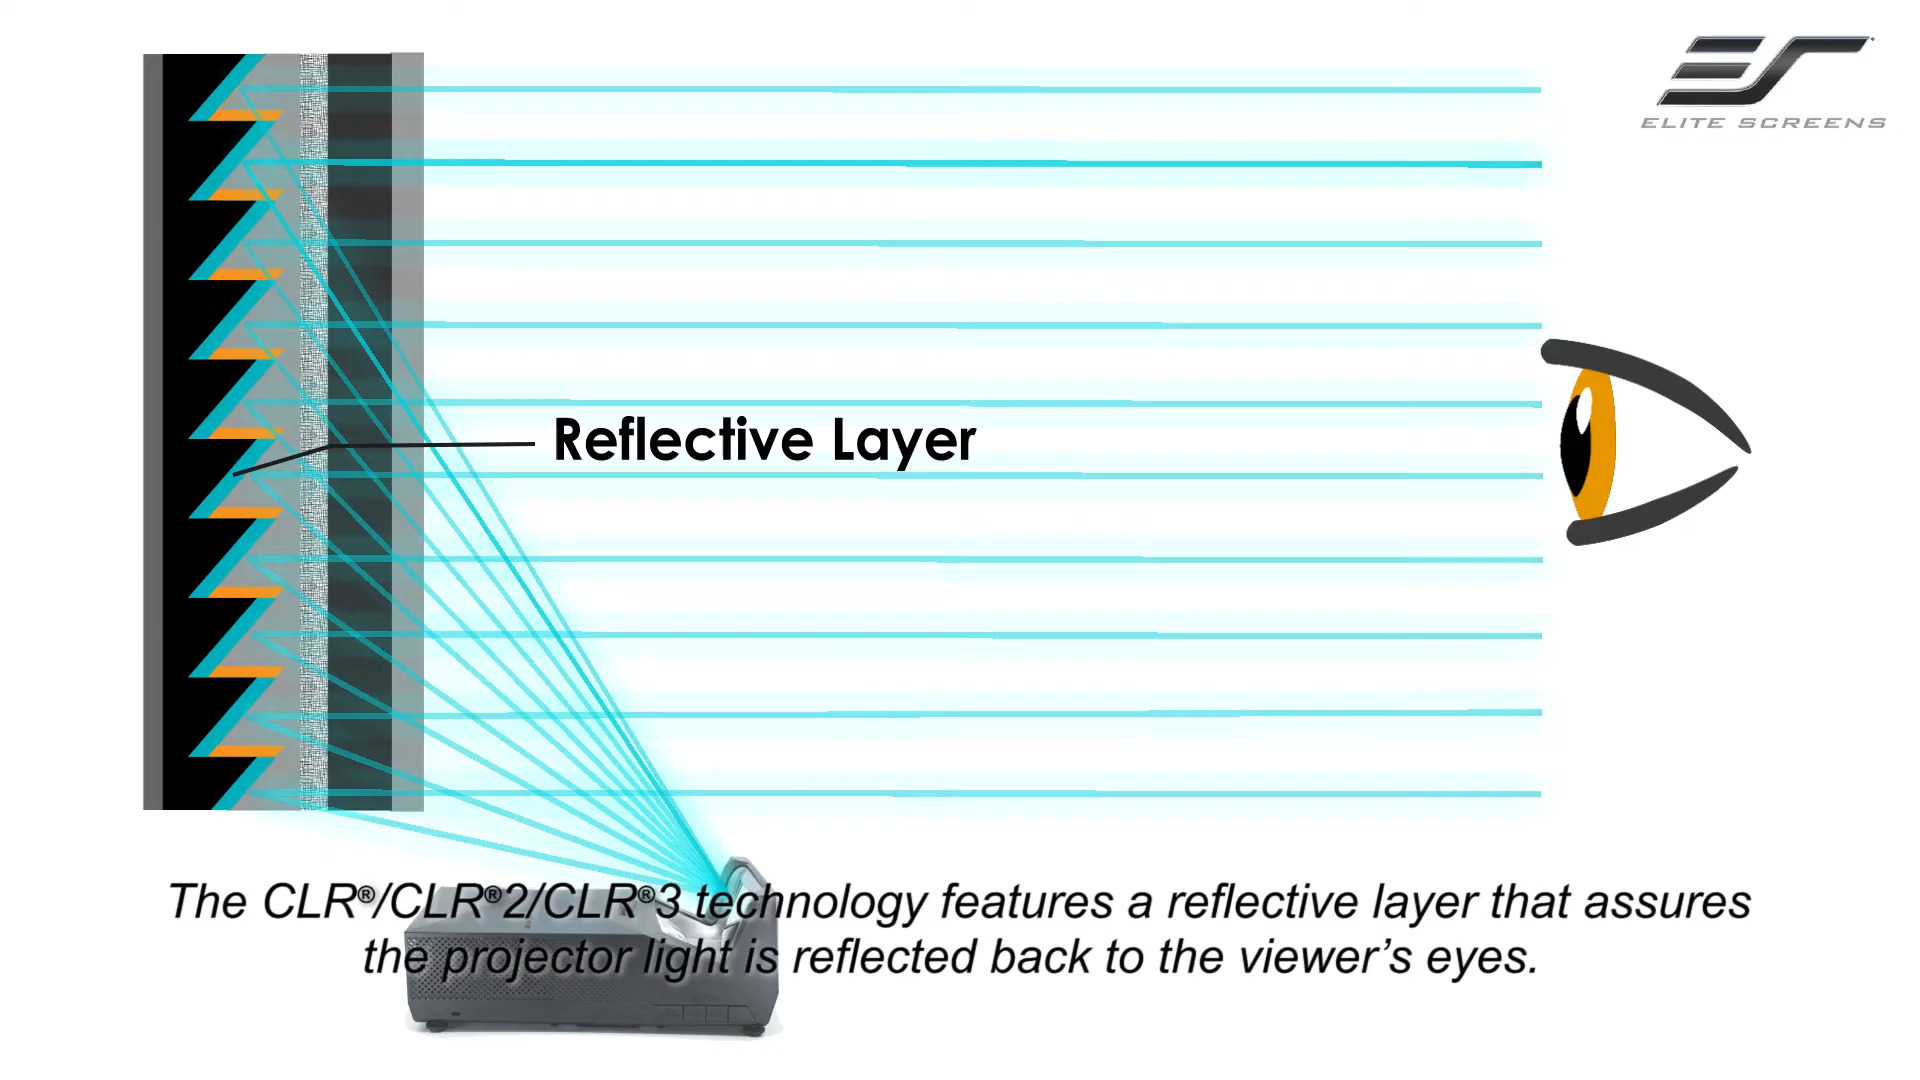 ELITE SCREENS
Reflective Layer
The CLR®/CLR®2/CLR®3 technology features a reflective layer that assures
the projector light is reflected back to the viewer’s eyes.